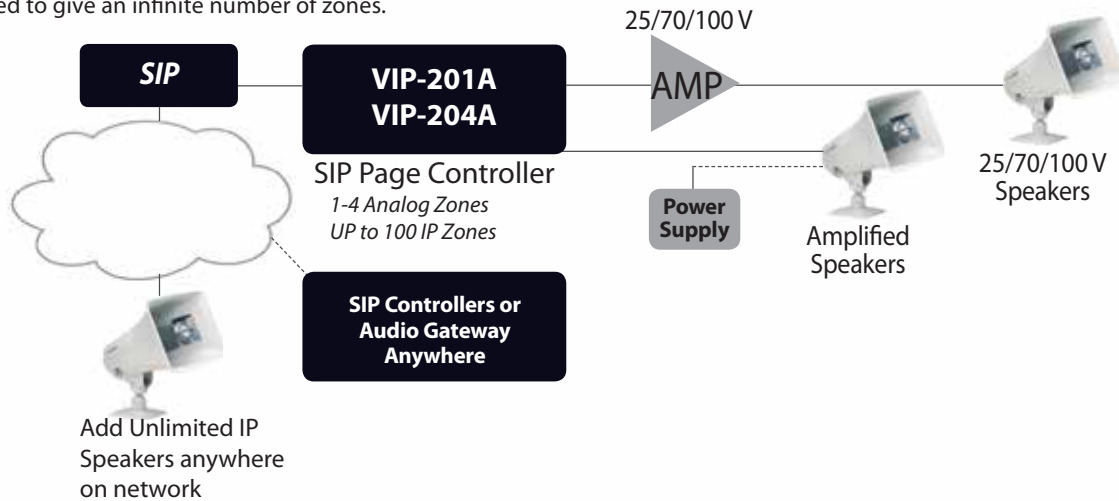 ed to give an infinite number of zones.
25/70/100 V
SIP
VIP-201A
VIP-204A
AMP
SIP Page Controller
1-4 Analog Zones
UP to 100 IP Zones
Power
Supply
25/70/100 V
Speakers
Amplified
Speakers
SIP Controllers or
Audio Gateway
Anywhere
Add Unlimited IP
Speakers anywhere
on network